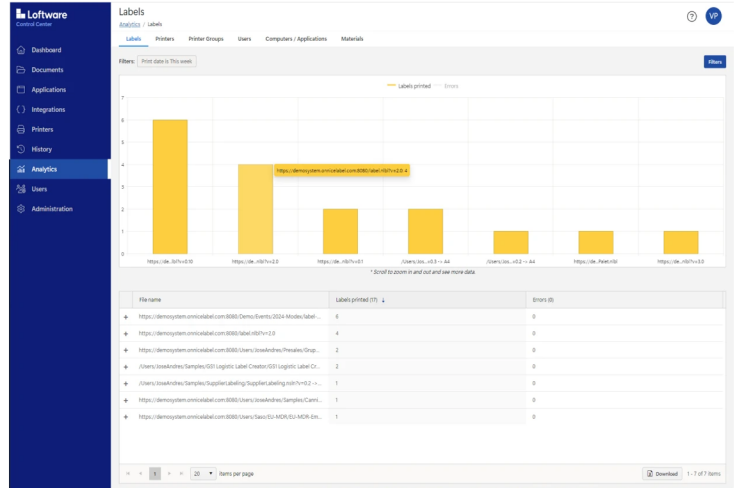 Loftware
Control Center
Dashboard
Documents
Applications
Integrations
Printers
History
Analytics
Users
Administration
Labels
Analytics / Labels
?
VP
Labels Printers Printer Groups Users Computers / Applications Materials
Filters: Print date is This week
Filters
Labels printed Errors
7
6
5
4
3
2
1
0
https://demosystem.onnicelabel.com:8080/label.nlbl?v=2.0: 4
https://de...lbl?v=0.10 https://de...nlbl?v=2.0 https://de...nlbl?v=0.1 /Users/Jos...v0.3 -> A4 /Users/Jos...v0.2 -> A4 https://de...Palet.nlbl https://de...nlbl?v=3.0
* Scroll to zoom in and out and see more data.
File name Labels printed (17) ↓ Errors (0)
+ https://demosystem.onnicelabel.com:8080/Demo/Events/2024-Modex/label-... 6 0
+ https://demosystem.onnicelabel.com:8080/label.nlbl?v=2.0 4 0
+ https://demosystem.onnicelabel.com:8080/Users/JoseAndres/Presales/Grup... 2 0
+ /Users/JoseAndres/Samples/GS1 Logistic Label Creator/GS1 Logistic Label Cr... 2 0
+ /Users/JoseAndres/Samples/SupplierLabeling/SupplierLabeling.nsln?v=0.2 ->... 1 0
+ https://demosystem.onnicelabel.com:8080/Users/JoseAndres/Samples/Canni... 1 0
+ https://demosystem.onnicelabel.com:8080/Users/Saxo/EU-MDR/EU-MDR-Em... 1 0
1 20 items per page Download 1 - 7 of 7 items